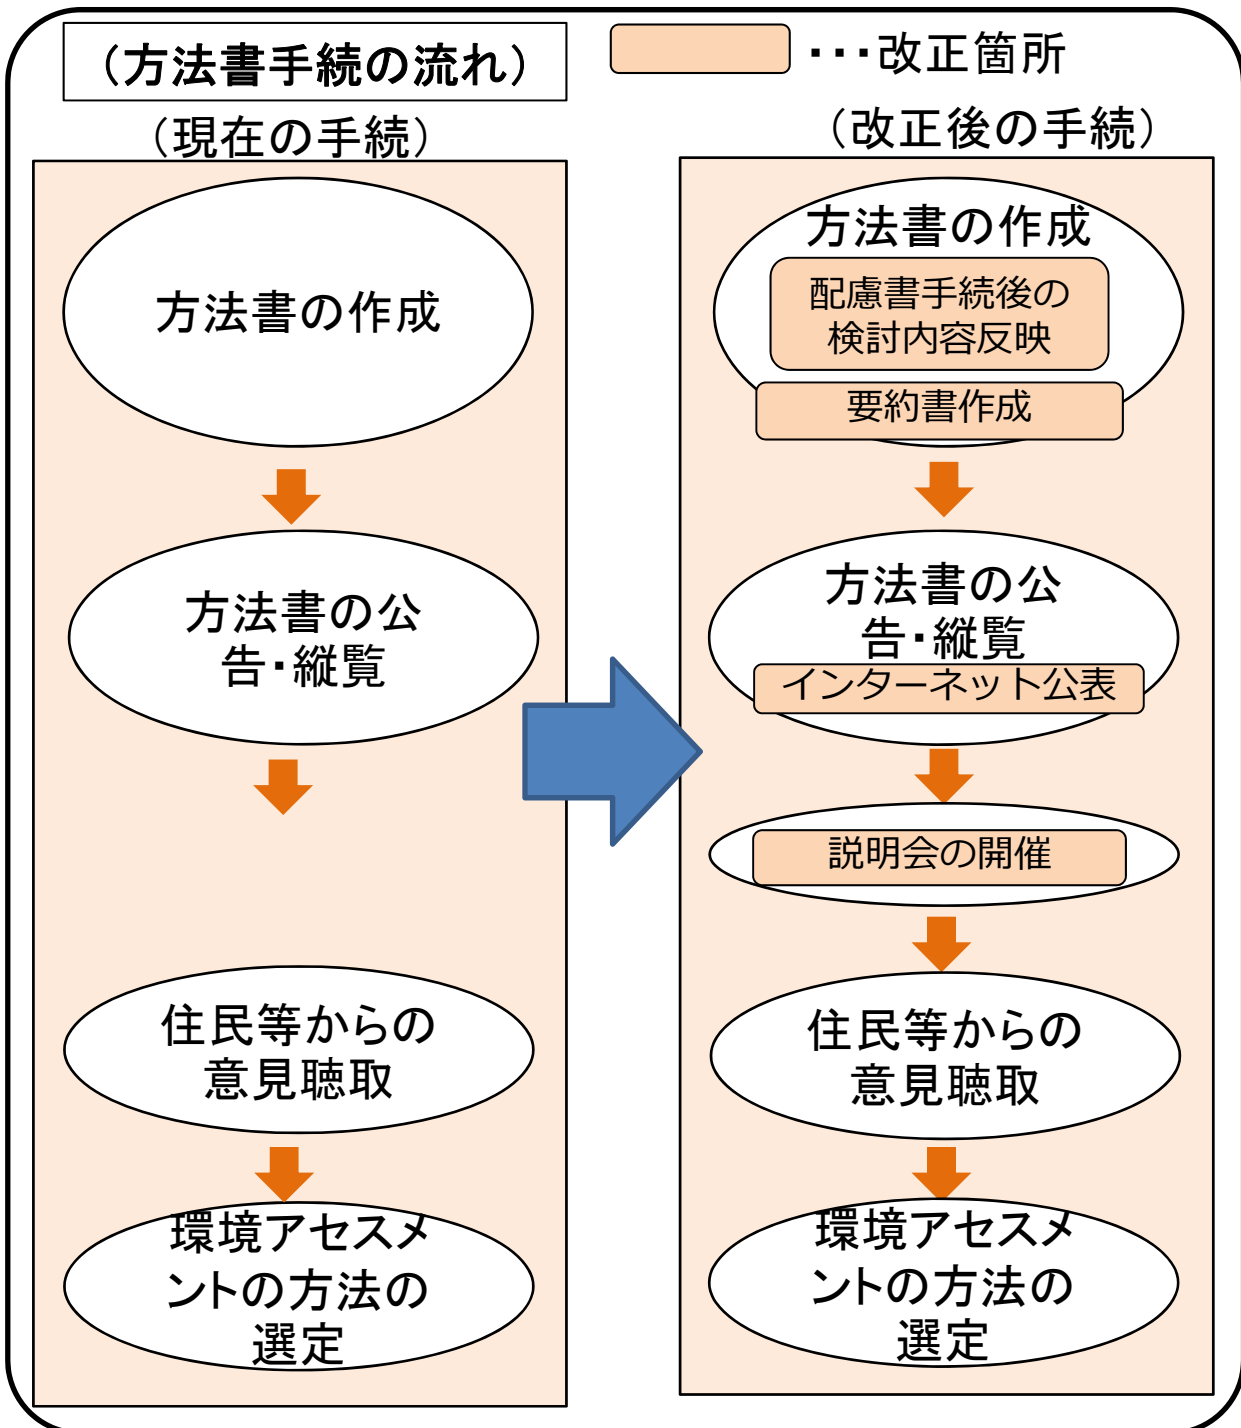 （方法書手続の流れ）
・・・改正箇所
（現在の手続）
方法書の作成
方法書の公
告・縦覧
住民等からの
意見聴取
環境アセスメ
ントの方法の
選定
（改正後の手続）
方法書の作成
配慮書手続後の
検討内容反映
要約書作成
方法書の公
告・縦覧
インターネット公表
説明会の開催
住民等からの
意見聴取
環境アセスメ
ントの方法の
選定